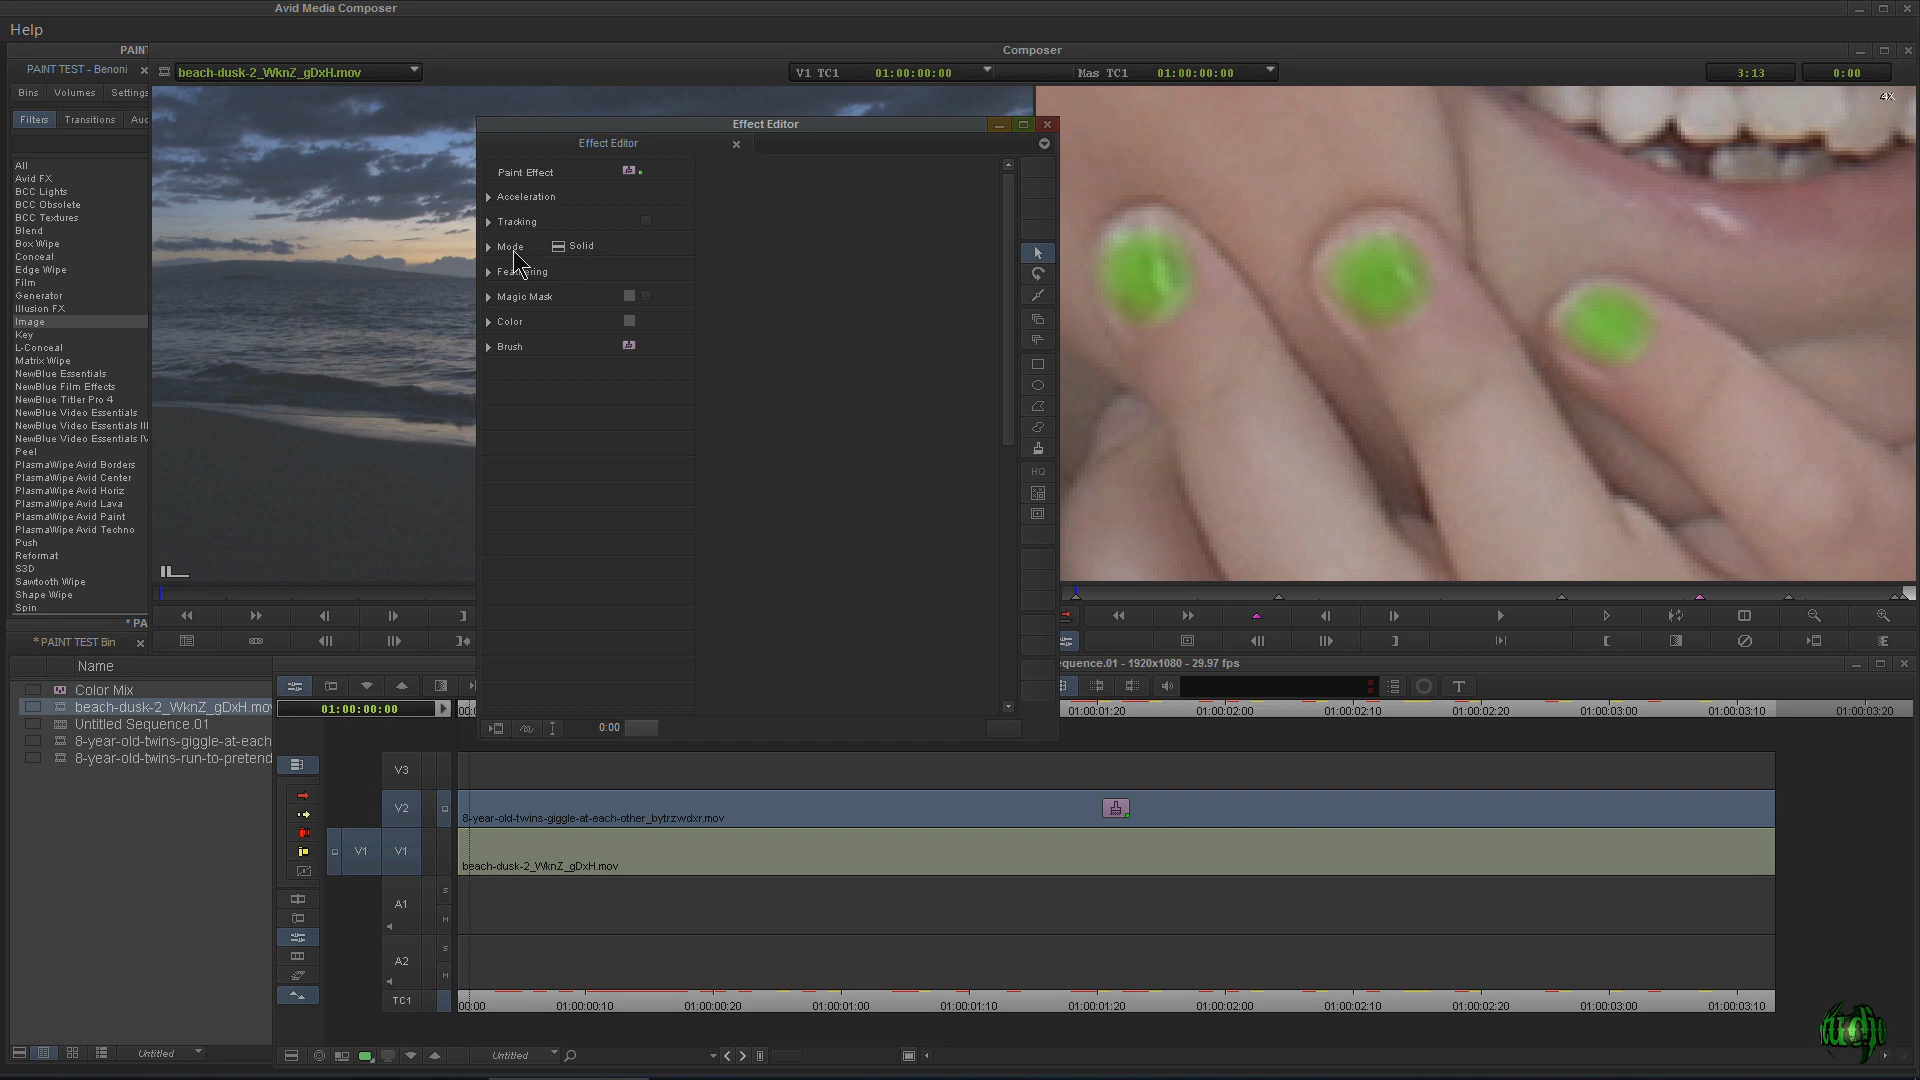 Avid Media Composer
Help
PAINT
Composer
PAINT TEST - Benoni
beach-dusk-2_WknZ_gDxH.mov
V1 TC1 01:00:00:00
Mas TC1 01:00:00:00
3:13
0:00
Bins Volumes Settings
Filters Transitions Auc
4X
Effect Editor
Effect Editor
All
Avid FX
BCC Lights
BCC Obsolete
BCC Textures
Blend
Box Wipe
Conceal
Edge Wipe
Film
Generator
Illusion FX
Image
Key
L-Conceal
Matrix Wipe
NewBlue Essentials
NewBlue Film Effects
NewBlue Titler Pro 4
NewBlue Video Essentials
NewBlue Video Essentials III
NewBlue Video Essentials IV
Peel
PlasmaWipe Avid Borders
PlasmaWipe Avid Center
PlasmaWipe Avid Horiz
PlasmaWipe Avid Lava
PlasmaWipe Avid Paint
PlasmaWipe Avid Techno
Push
Reformat
S3D
Sawtooth Wipe
Shape Wipe
Spin
Paint Effect
Acceleration
Tracking
Mode Solid
Magic Mask
Color
Brush
HQ
0:00
* PA
* PAINT TEST Bin
Name
Color Mix
beach-dusk-2_WknZ_gDxH.mov
Untitled Sequence.01
8-year-old-twins-giggle-at-each
8-year-old-twins-run-to-pretend
equence.01 - 1920x1080 - 29.97 fps
01:00:00:00
01:00:01:20 01:00:02:00 01:00:02:10 01:00:02:20 01:00:03:00 01:00:03:10 01:00:03:20
V3
V2
8-year-old-twins-giggle-at-each-other_bytrzwdxr.mov
V1 V1
beach-dusk-2_WknZ_gDxH.mov
S
A1
M
S
A2
M
TC1
00:00 01:00:00:10 01:00:00:20 01:00:01:00 01:00:01:10 01:00:01:20 01:00:02:00 01:00:02:10 01:00:02:20 01:00:03:00 01:00:03:10
Untitled
Untitled